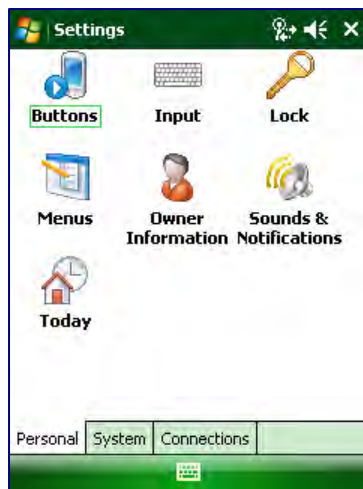 Settings
Buttons
Input
Lock
Menus
Owner
Information
Sounds &
Notifications
Today
Personal
System
Connections